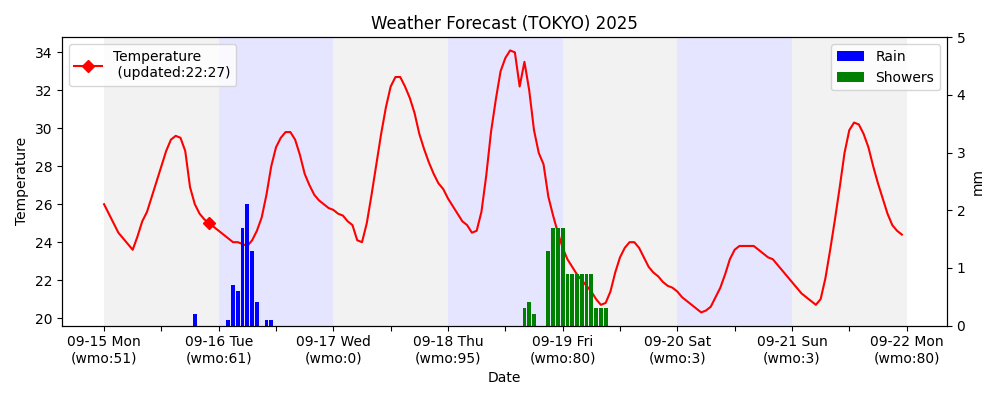 Weather Forecast (TOKYO) 2025
Temperature
(updated:22:27)
Rain
Showers
34
32
30
28
26
24
22
20
Temperature
5
4
3
2
1
0
mm
09-15 Mon
(wmo:51)
09-16 Tue
(wmo:61)
09-17 Wed
(wmo:0)
09-18 Thu
(wmo:95)
09-19 Fri
(wmo:80)
09-20 Sat
(wmo:3)
09-21 Sun
(wmo:3)
09-22 Mon
(wmo:80)
Date